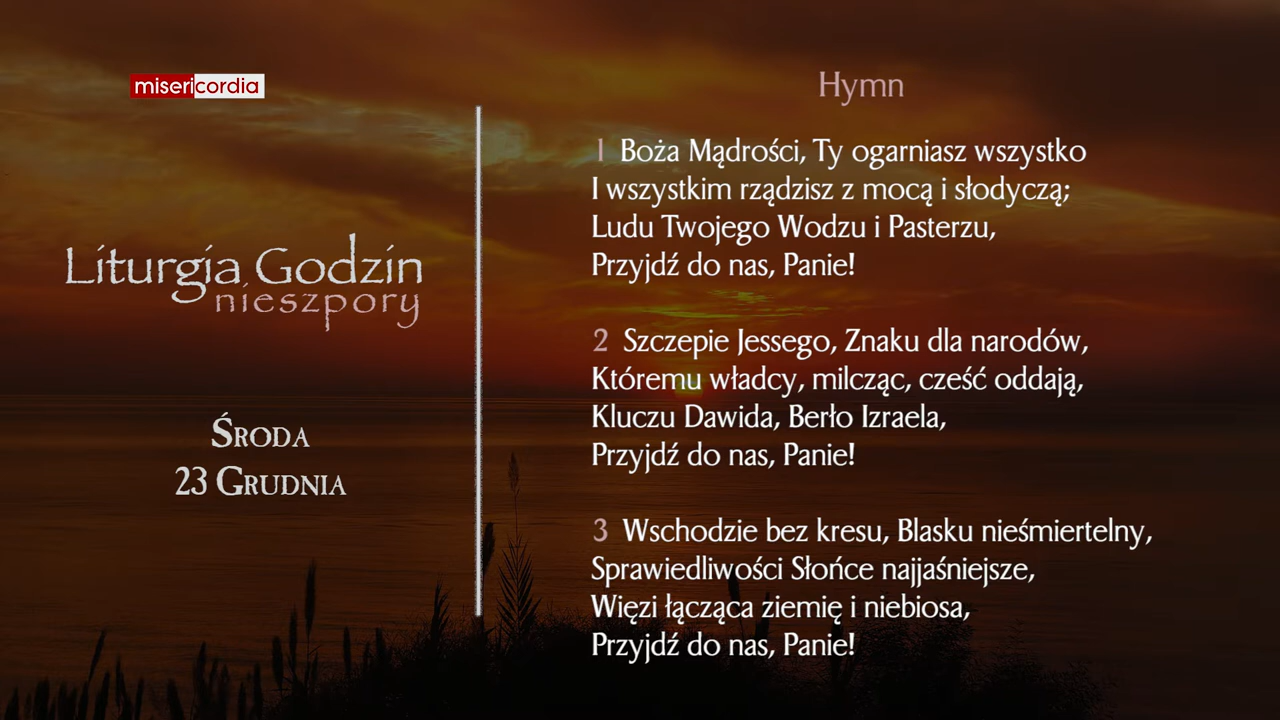 misericordia
Liturgia Godzin
nieszpory
Środa
23 Grudnia
Hymn
1 Boża Mądrości, Ty ogarniasz wszystko
I wszystkim rządzisz z mocą i słodyczą;
Ludu Twojego Wodzu i Pasterzu,
Przyjdź do nas, Panie!
2 Szczepie Jessego, Znaku dla narodów,
Któremu władcy, milcząc, cześć oddają,
Kluczu Dawida, Berło Izraela,
Przyjdź do nas, Panie!
3 Wschodzie bez kresu, Blasku nieśmiertelny,
Sprawiedliwości Słońce najjaśniejsze,
Więzi łącząca ziemię i niebiosa,
Przyjdź do nas, Panie!